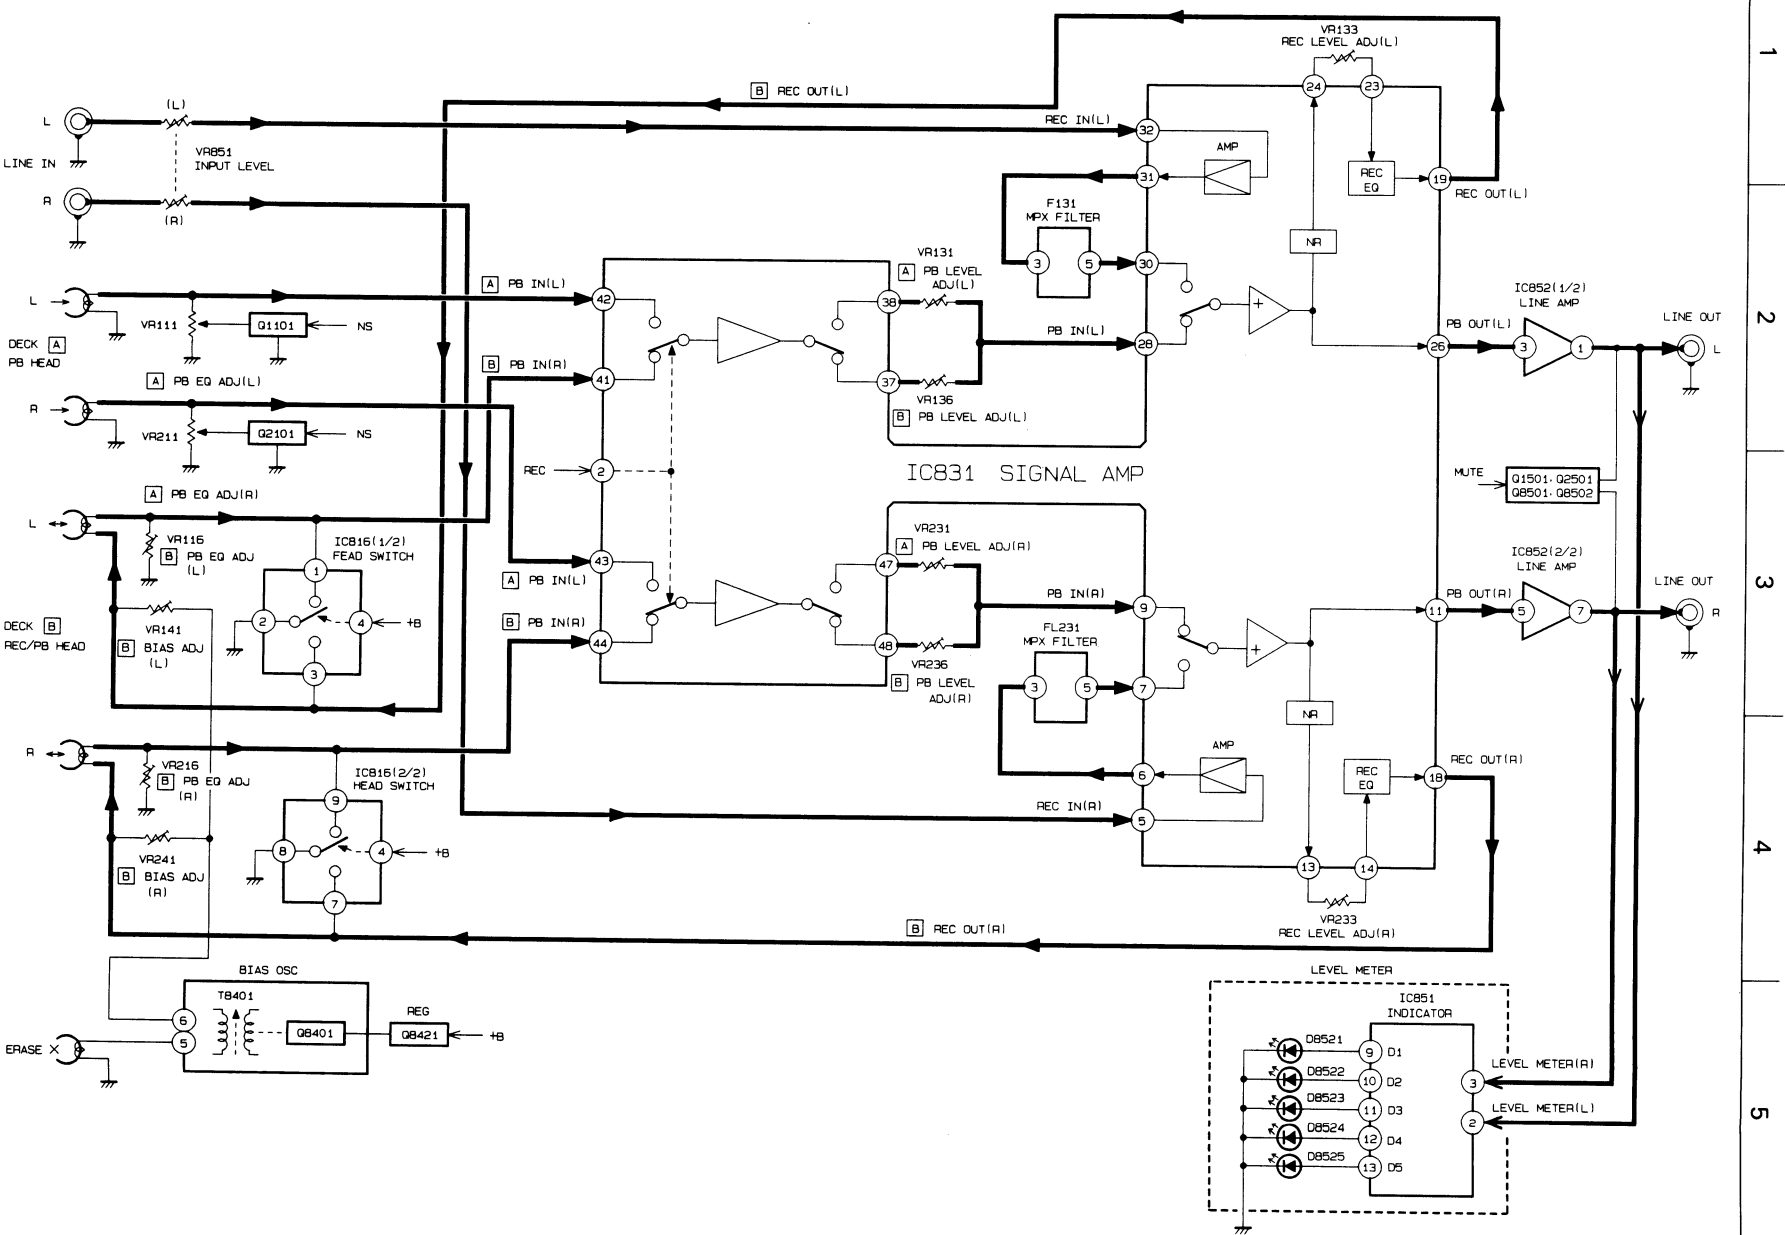 1
2
3
4
5
L
LINE IN
R
(L)
VR851
INPUT LEVEL
(R)
B REC OUT(L)
REC IN(L)
32
31
AMP
VR133
REC LEVEL ADJ(L)
24
23
REC
EQ
19
REC OUT(L)
F131
MPX FILTER
3
5
30
NR
28
26
+
L
DECK A
PB HEAD
VR111
Q1101
NS
A PB IN(L)
42
A PB EQ ADJ(L)
R
VR211
Q2101
NS
A PB EQ ADJ(R)
B PB IN(R)
41
REC
2
38
37
VR131
A PB LEVEL
ADJ(L)
PB IN(L)
VR136
B PB LEVEL ADJ(L)
IC831 SIGNAL AMP
PB OUT(L)
IC852(1/2)
LINE AMP
3
1
LINE OUT
L
MUTE
Q1501, Q2501
Q8501, Q8502
IC852(2/2)
LINE AMP
PB OUT(R)
5
7
LINE OUT
R
L
VR116
B PB EQ ADJ
(L)
IC816(1/2)
FEAD SWITCH
1
2
4
+B
3
DECK B
REC/PB HEAD
VR141
B BIAS ADJ
(L)
43
A PB IN(L)
B PB IN(R)
44
47
48
VR231
A PB LEVEL ADJ(R)
PB IN(R)
9
VR236
B PB LEVEL
ADJ(R)
FL231
MPX FILTER
3
5
7
+
NR
11
R
VR216
B PB EQ ADJ
(R)
IC816(2/2)
HEAD SWITCH
9
8
4
+B
7
VR241
B BIAS ADJ
(R)
AMP
6
REC IN(R)
5
REC
EQ
18
REC OUT(R)
13
14
VR233
REC LEVEL ADJ(R)
B REC OUT(R)
BIAS OSC
T8401
6
5
Q8401
REG
Q8421
+B
ERASE
LEVEL METER
IC851
INDICATOR
D8521
9 D1
D8522
10 D2
D8523
11 D3
D8524
12 D4
D8525
13 D5
3
LEVEL METER(R)
2
LEVEL METER(L)